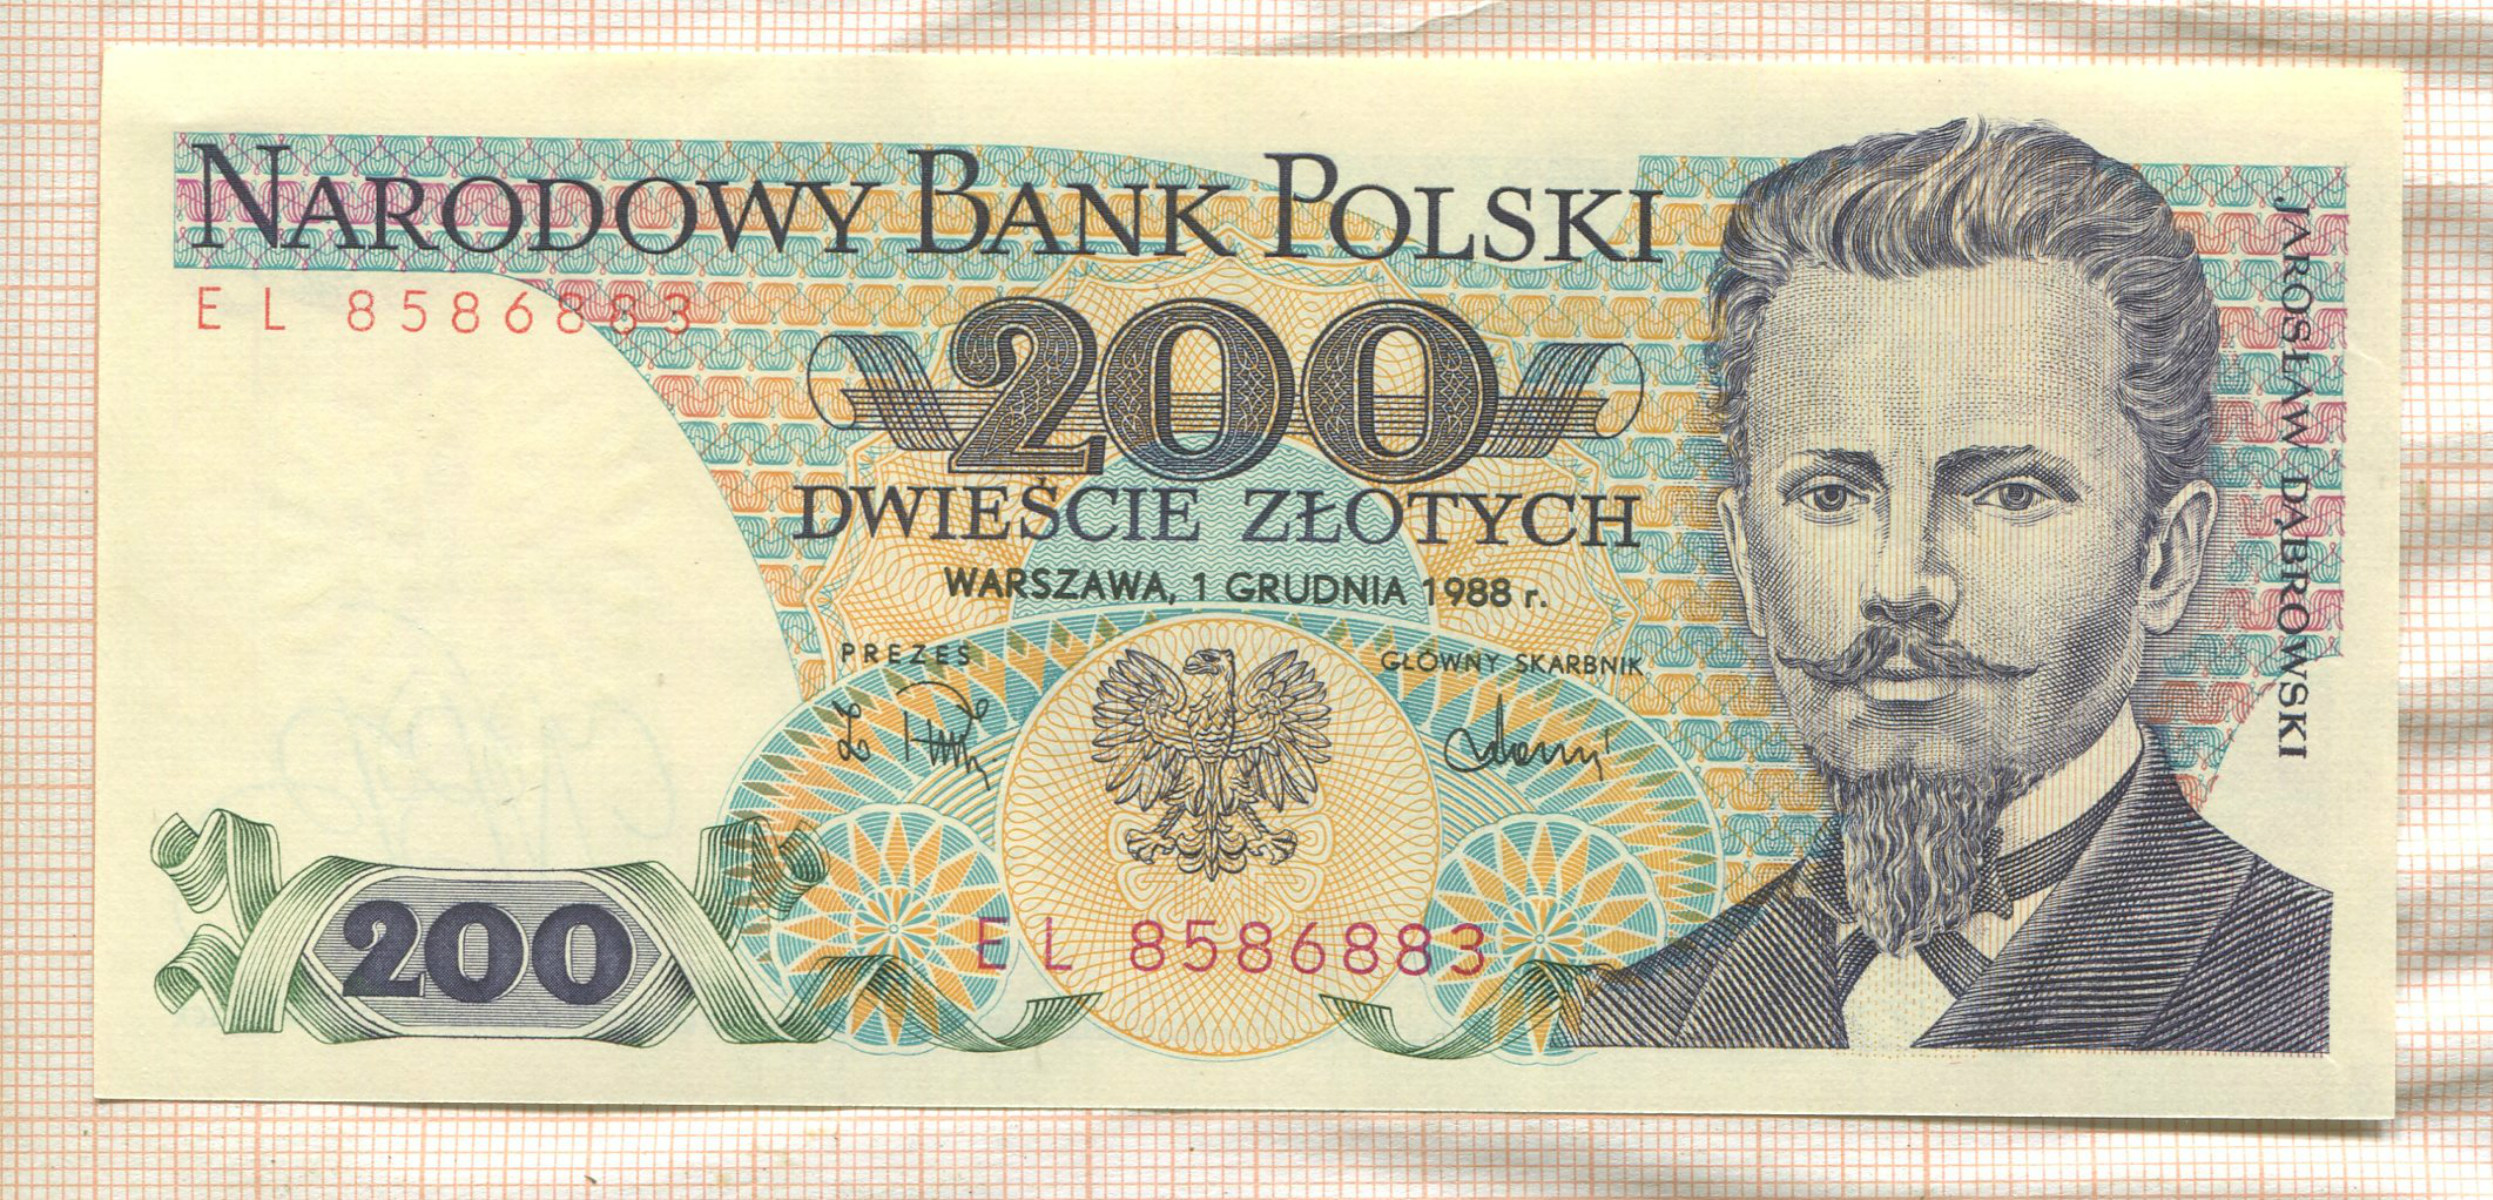 NARODOWY BANK POLSKI
EL 8586883
200
DWIEŚCIE ZŁOTYCH
WARSZAWA, 1 GRUDNIA 1988 r.
PREZES
GŁÓWNY SKARBNIK
EL 8586883
200
JAROSŁAW DĄBROWSKI